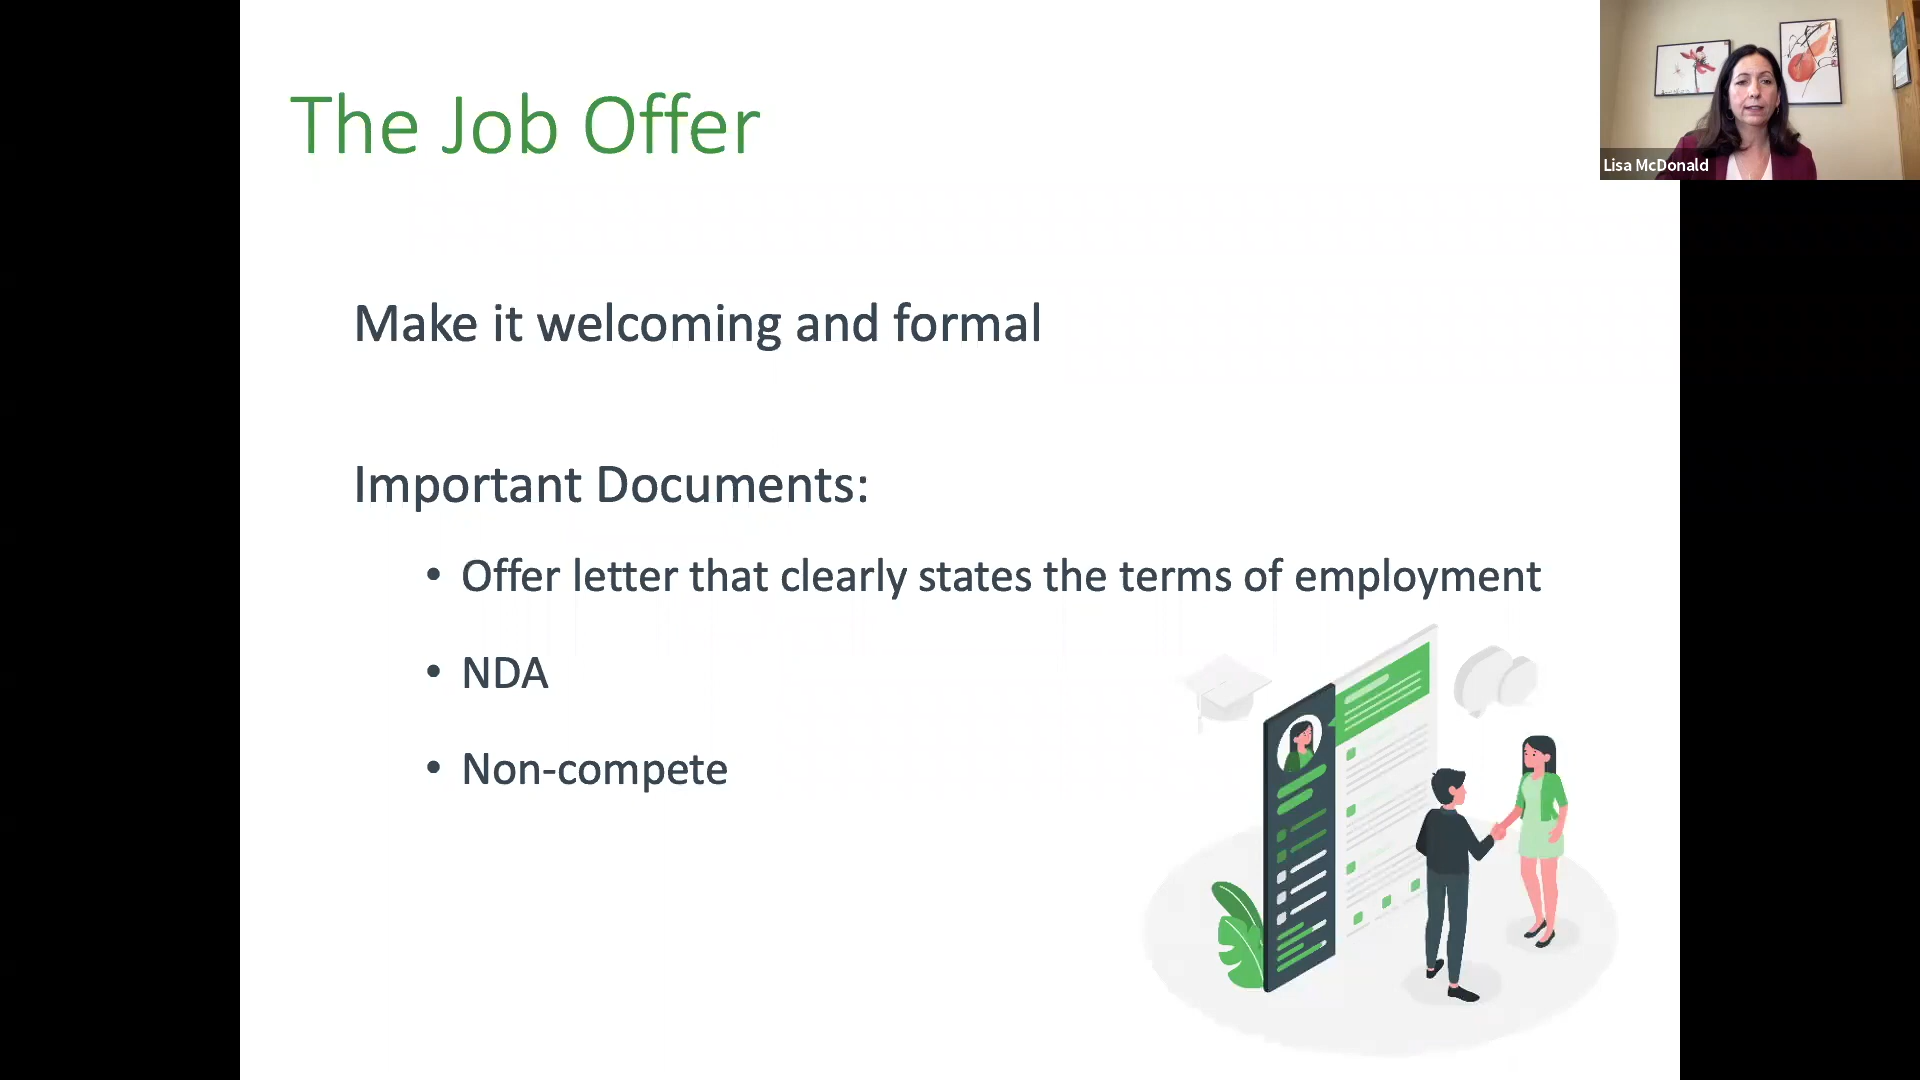 The Job Offer
Lisa McDonald
Make it welcoming and formal
Important Documents:
• Offer letter that clearly states the terms of employment
• NDA
• Non-compete